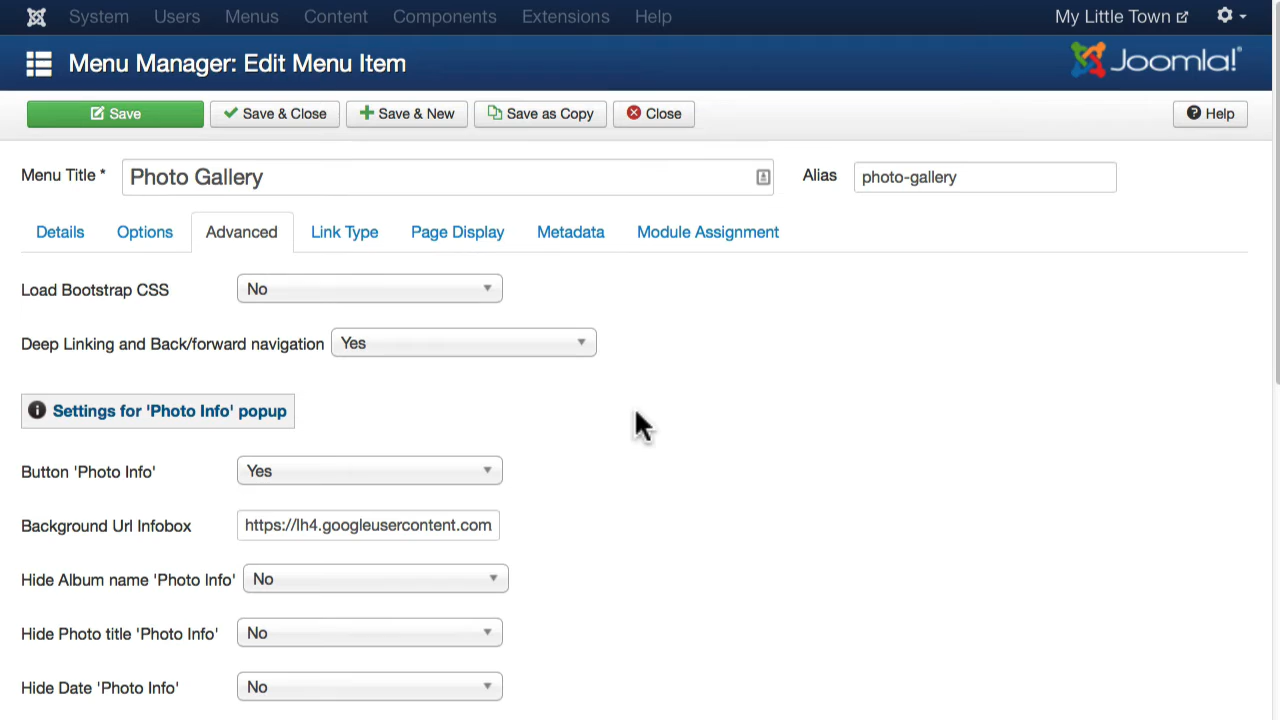 System Users Menus Content Components Extensions Help My Little Town
Menu Manager: Edit Menu Item Joomla!
Save Save & Close Save & New Save as Copy Close Help
Menu Title * Photo Gallery Alias photo-gallery
Details Options Advanced Link Type Page Display Metadata Module Assignment
Load Bootstrap CSS No
Deep Linking and Back/forward navigation Yes
Settings for 'Photo Info' popup
Button 'Photo Info' Yes
Background Url Infobox https://lh4.googleusercontent.com
Hide Album name 'Photo Info' No
Hide Photo title 'Photo Info' No
Hide Date 'Photo Info' No